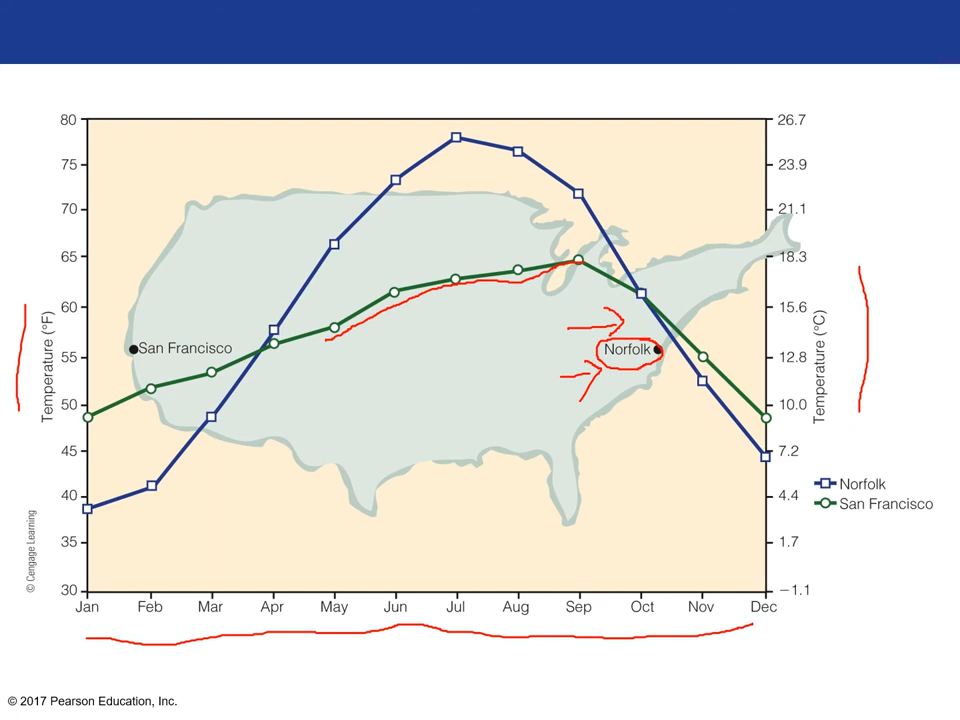 80
75
70
65
60
55
50
45
40
35
30
Temperature (°F)
26.7
23.9
21.1
18.3
15.6
12.8
10.0
7.2
4.4
1.7
−1.1
Temperature (°C)
San Francisco
Norfolk
Norfolk
San Francisco
© Cengage Learning
Jan Feb Mar Apr May Jun Jul Aug Sep Oct Nov Dec
© 2017 Pearson Education, Inc.